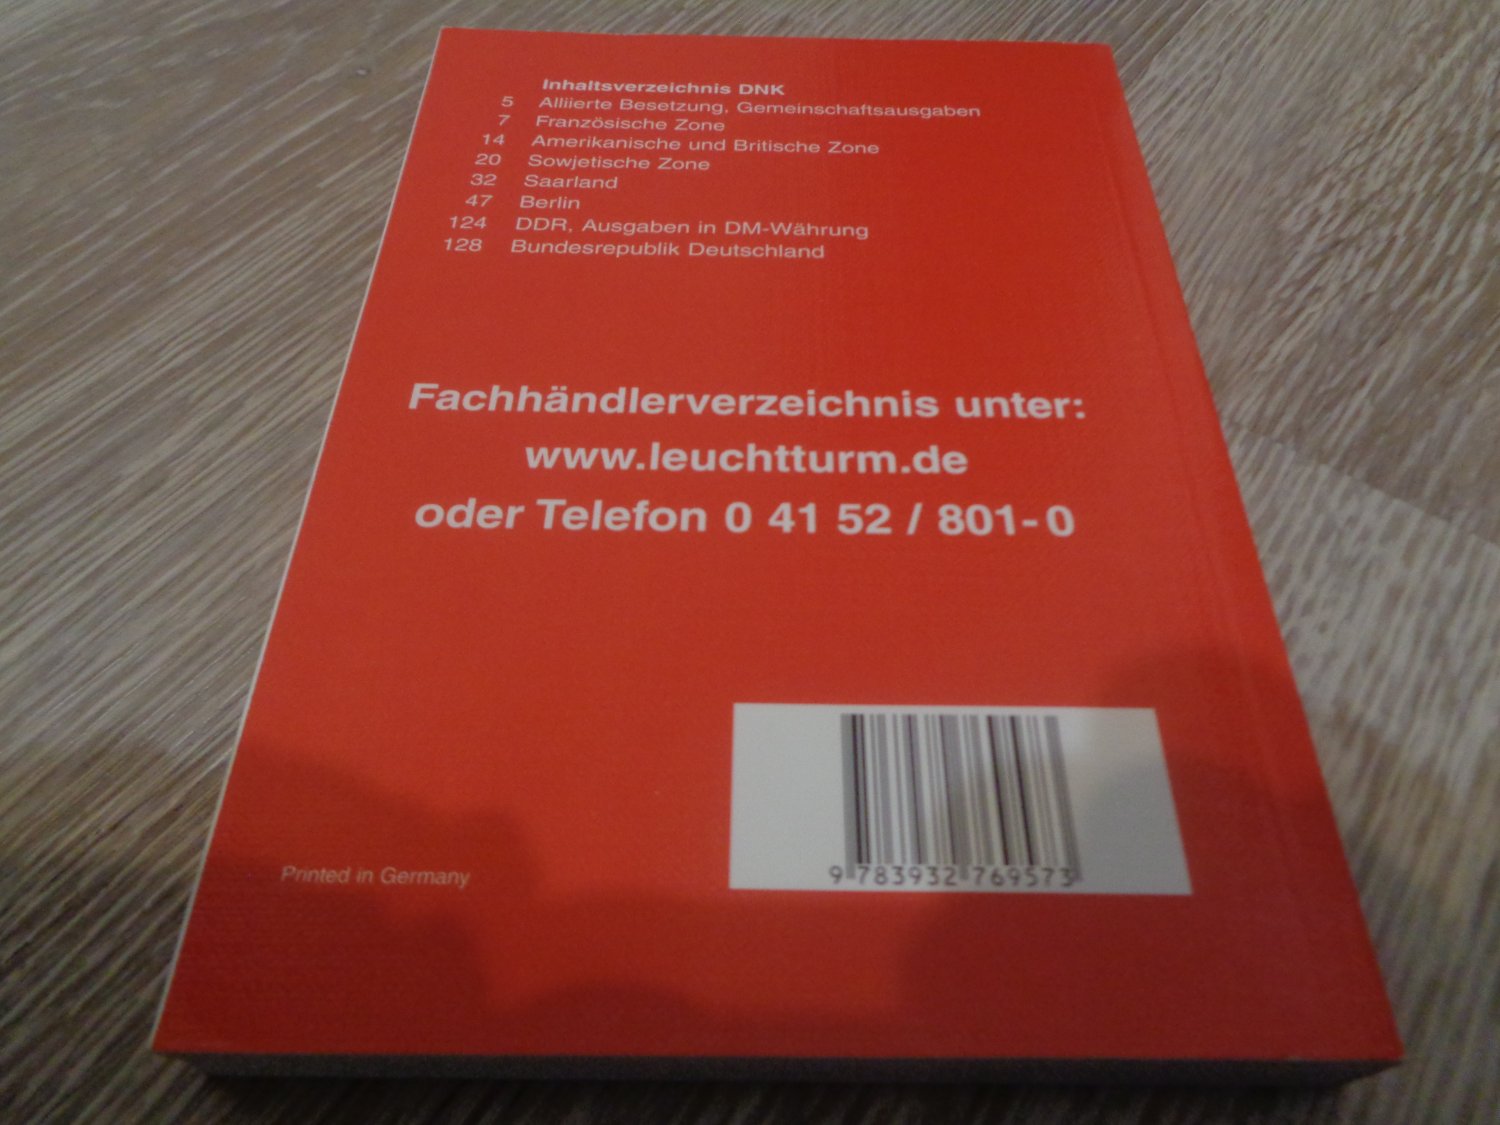 Inhaltsverzeichnis DNK
5 Alliierte Besetzung, Gemeinschaftsausgaben
7 Französische Zone
14 Amerikanische und Britische Zone
20 Sowjetische Zone
32 Saarland
47 Berlin
124 DDR, Ausgaben in DM-Währung
128 Bundesrepublik Deutschland
Fachhändlerverzeichnis unter:
www.leuchtturm.de
oder Telefon 0 41 52 / 801-0
Printed in Germany
9 783932 769573